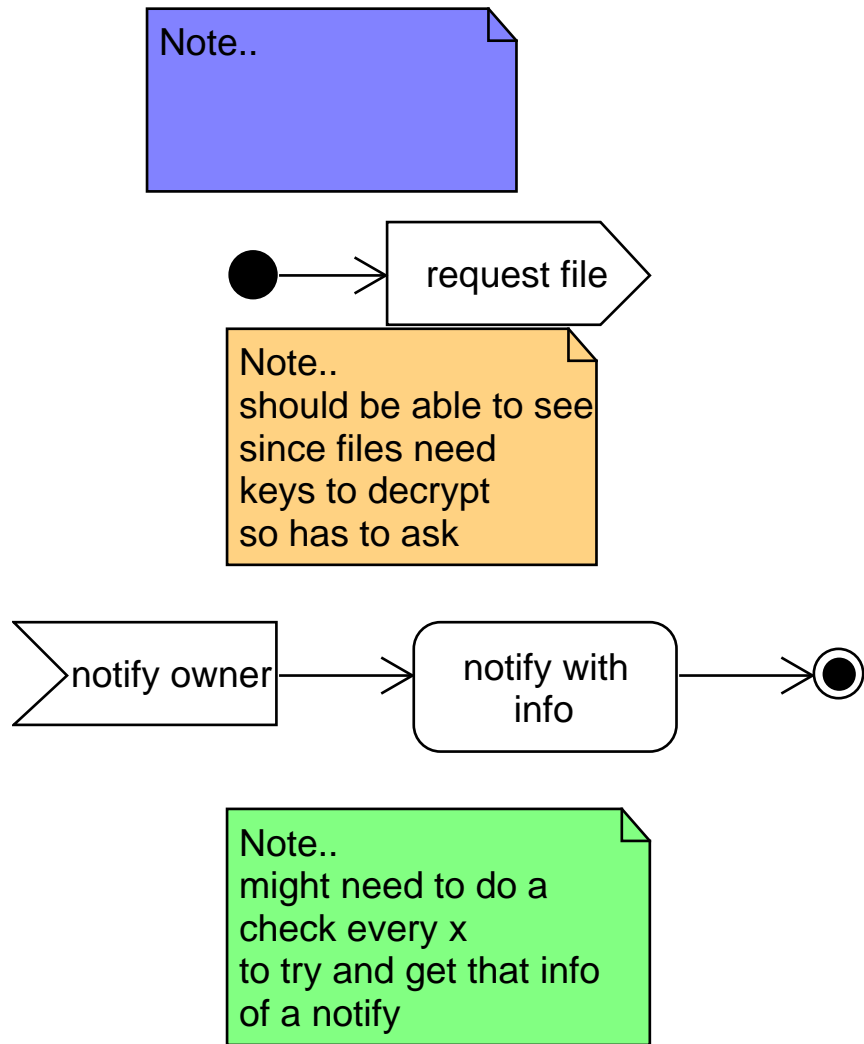 Note..
request file
Note..
should be able to see
since files need
keys to decrypt
so has to ask
notify owner
notify with
info
Note..
might need to do a
check every x
to try and get that info
of a notify